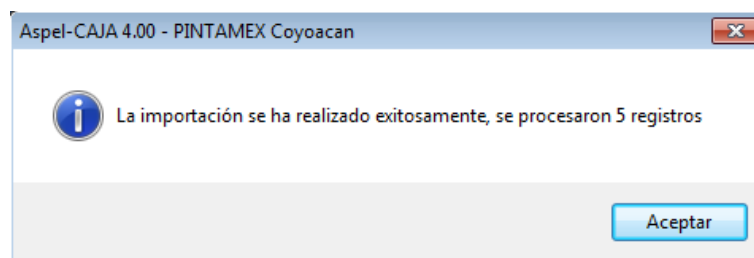 Aspel-CAJA 4.00 - PINTAMEX Coyoacan
La importación se ha realizado exitosamente, se procesaron 5 registros
Aceptar